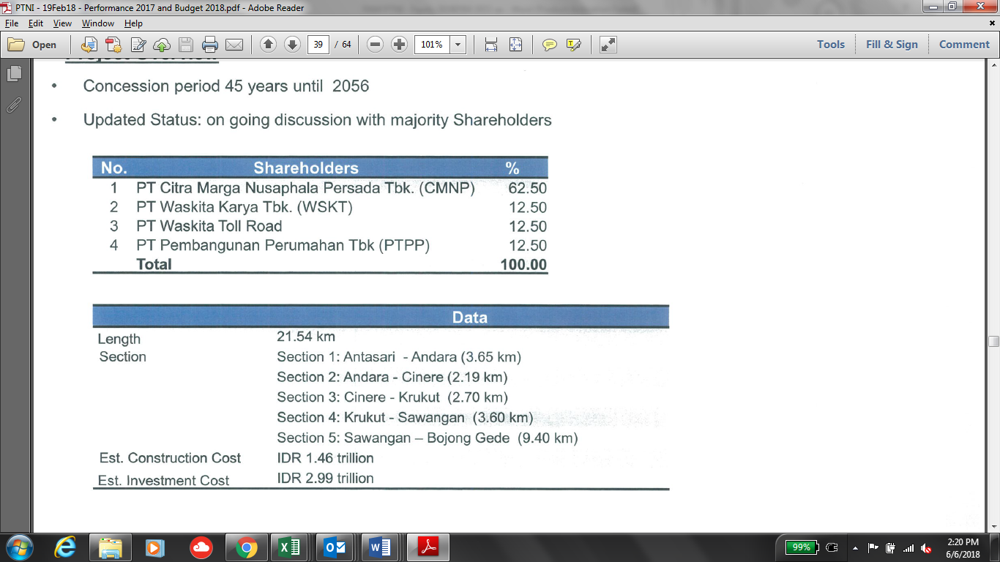 PTNI - 19Feb18 - Performance 2017 and Budget 2018.pdf - Adobe Reader
File Edit View Window Help
Open 39 / 64 101% Tools Fill & Sign Comment
Project Overview
• Concession period 45 years until 2056
• Updated Status: on going discussion with majority Shareholders
No. Shareholders %
1 PT Citra Marga Nusaphala Persada Tbk. (CMNP) 62.50
2 PT Waskita Karya Tbk. (WSKT) 12.50
3 PT Waskita Toll Road 12.50
4 PT Pembangunan Perumahan Tbk (PTPP) 12.50
Total 100.00
Data
Length 21.54 km
Section Section 1: Antasari - Andara (3.65 km)
Section 2: Andara - Cinere (2.19 km)
Section 3: Cinere - Krukut (2.70 km)
Section 4: Krukut - Sawangan (3.60 km)
Section 5: Sawangan – Bojong Gede (9.40 km)
Est. Construction Cost IDR 1.46 trillion
Est. Investment Cost IDR 2.99 trillion
99% 2:20 PM
6/6/2018